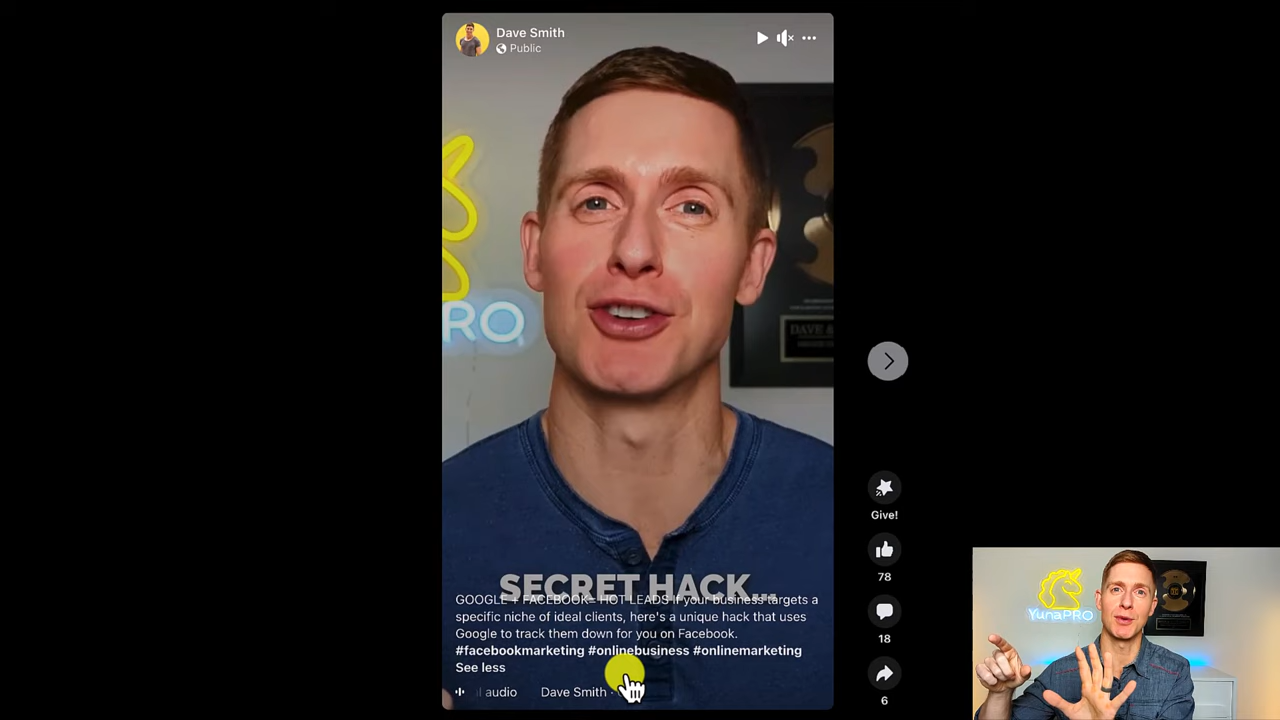 Dave Smith
Public
RO
DAVE &
SECRET HACK...
GOOGLE + FACEBOOK= HOT LEADS If your business targets a
specific niche of ideal clients, here's a unique hack that uses
Google to track them down for you on Facebook.
#facebookmarketing #onlinebusiness #onlinemarketing
See less
l audio Dave Smith ·
Give!
78
18
6
YunaPRO